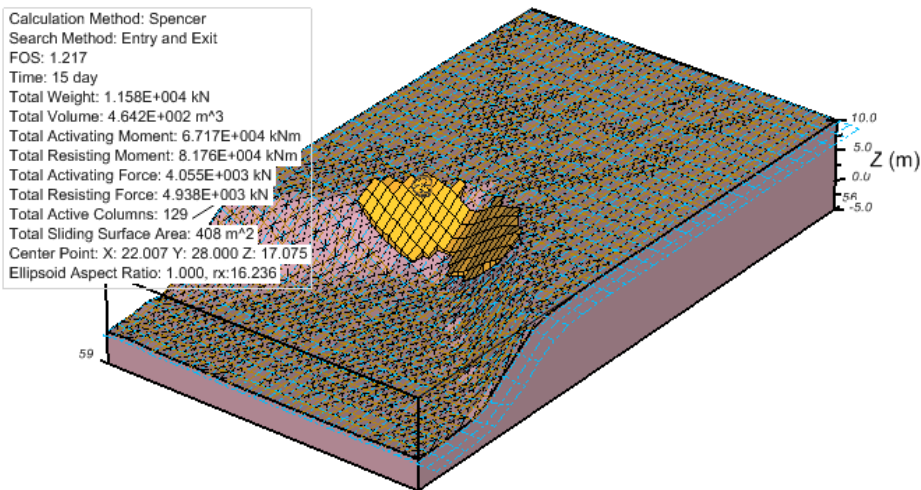 Calculation Method: Spencer
Search Method: Entry and Exit
FOS: 1.217
Time: 15 day
Total Weight: 1.158E+004 kN
Total Volume: 4.642E+002 m^3
Total Activating Moment: 6.717E+004 kNm
Total Resisting Moment: 8.176E+004 kNm
Total Activating Force: 4.055E+003 kN
Total Resisting Force: 4.938E+003 kN
Total Active Columns: 129
Total Sliding Surface Area: 408 m^2
Center Point: X: 22.007 Y: 28.000 Z: 17.075
Ellipsoid Aspect Ratio: 1.000, rx:16.236
10.0
5.0
Z (m)
0.0
56
-5.0
59